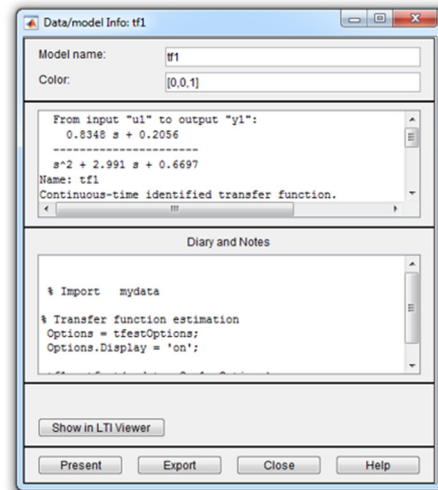 Data/model Info: tf1
Model name:
tf1
Color:
[0,0,1]
From input "u1" to output "y1":
0.8348 s + 0.2056
----------------------
s^2 + 2.991 s + 0.6697
Name: tf1
Continuous-time identified transfer function.
Diary and Notes
% Import mydata
% Transfer function estimation
Options = tfestOptions;
Options.Display = 'on';
Show in LTI Viewer
Present
Export
Close
Help